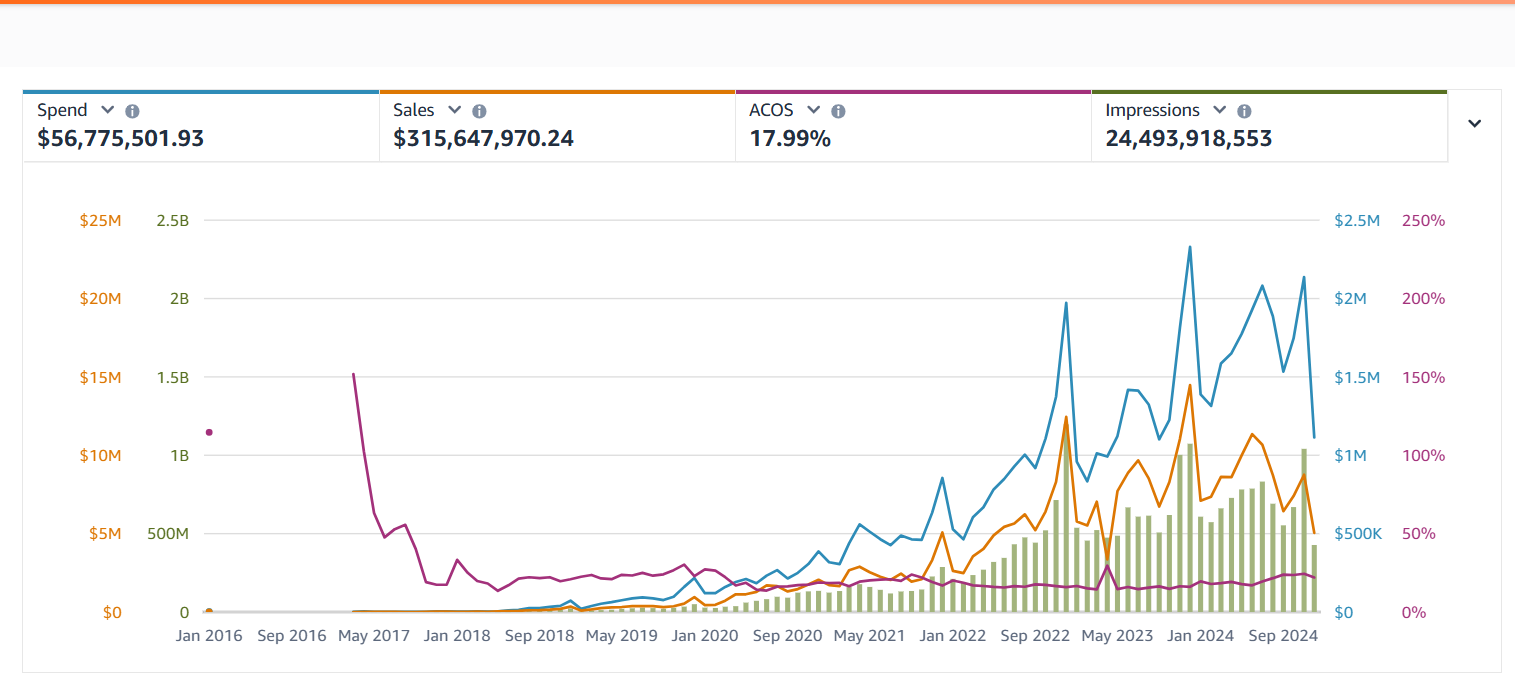 Spend Sales ACOS Impressions
$56,775,501.93 $315,647,970.24 17.99% 24,493,918,553
$25M 2.5B $2.5M 250%
$20M 2B $2M 200%
$15M 1.5B $1.5M 150%
$10M 1B $1M 100%
$5M 500M $500K 50%
$0 0 $0 0%
Jan 2016 Sep 2016 May 2017 Jan 2018 Sep 2018 May 2019 Jan 2020 Sep 2020 May 2021 Jan 2022 Sep 2022 May 2023 Jan 2024 Sep 2024